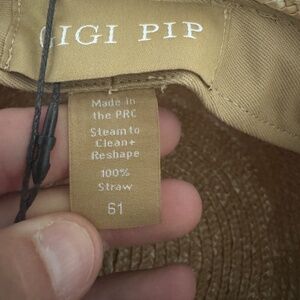 GIGI PIP
Made in
the PRC
Steam to
Clean+
Reshape
100%
Straw
61